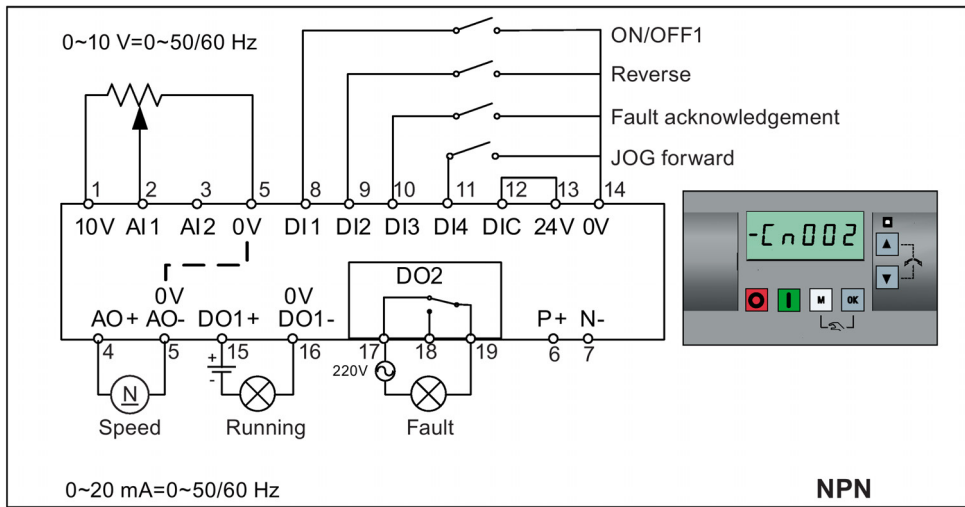 0~10 V=0~50/60 Hz
ON/OFF1
Reverse
Fault acknowledgement
JOG forward
1 2 3 5 8 9 10 11 12 13 14
10V AI1 AI2 0V DI1 DI2 DI3 DI4 DIC 24V 0V
-Cn002
M OK
DO2
0V 0V
AO+ AO- DO1+ DO1- P+ N-
4 5 15 16 17 18 19 6 7
+
-
220V
N
Speed Running Fault
0~20 mA=0~50/60 Hz
NPN